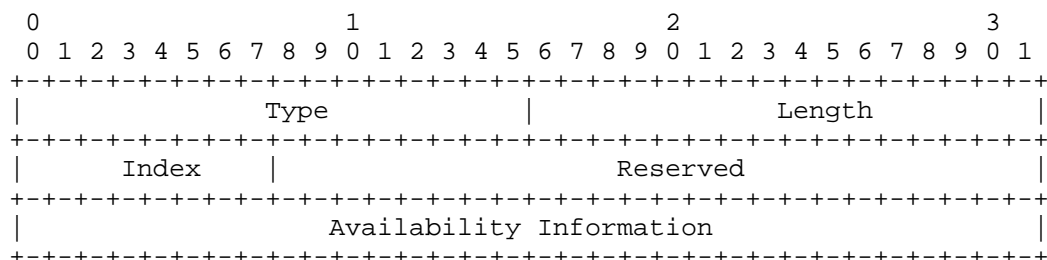 0                   1                   2                   3
 0 1 2 3 4 5 6 7 8 9 0 1 2 3 4 5 6 7 8 9 0 1 2 3 4 5 6 7 8 9 0 1
+-+-+-+-+-+-+-+-+-+-+-+-+-+-+-+-+-+-+-+-+-+-+-+-+-+-+-+-+-+-+-+-+
|               Type            |               Length          |
+-+-+-+-+-+-+-+-+-+-+-+-+-+-+-+-+-+-+-+-+-+-+-+-+-+-+-+-+-+-+-+-+
|      Index    |                     Reserved                  |
+-+-+-+-+-+-+-+-+-+-+-+-+-+-+-+-+-+-+-+-+-+-+-+-+-+-+-+-+-+-+-+-+
|                   Availability Information                    |
+-+-+-+-+-+-+-+-+-+-+-+-+-+-+-+-+-+-+-+-+-+-+-+-+-+-+-+-+-+-+-+-+